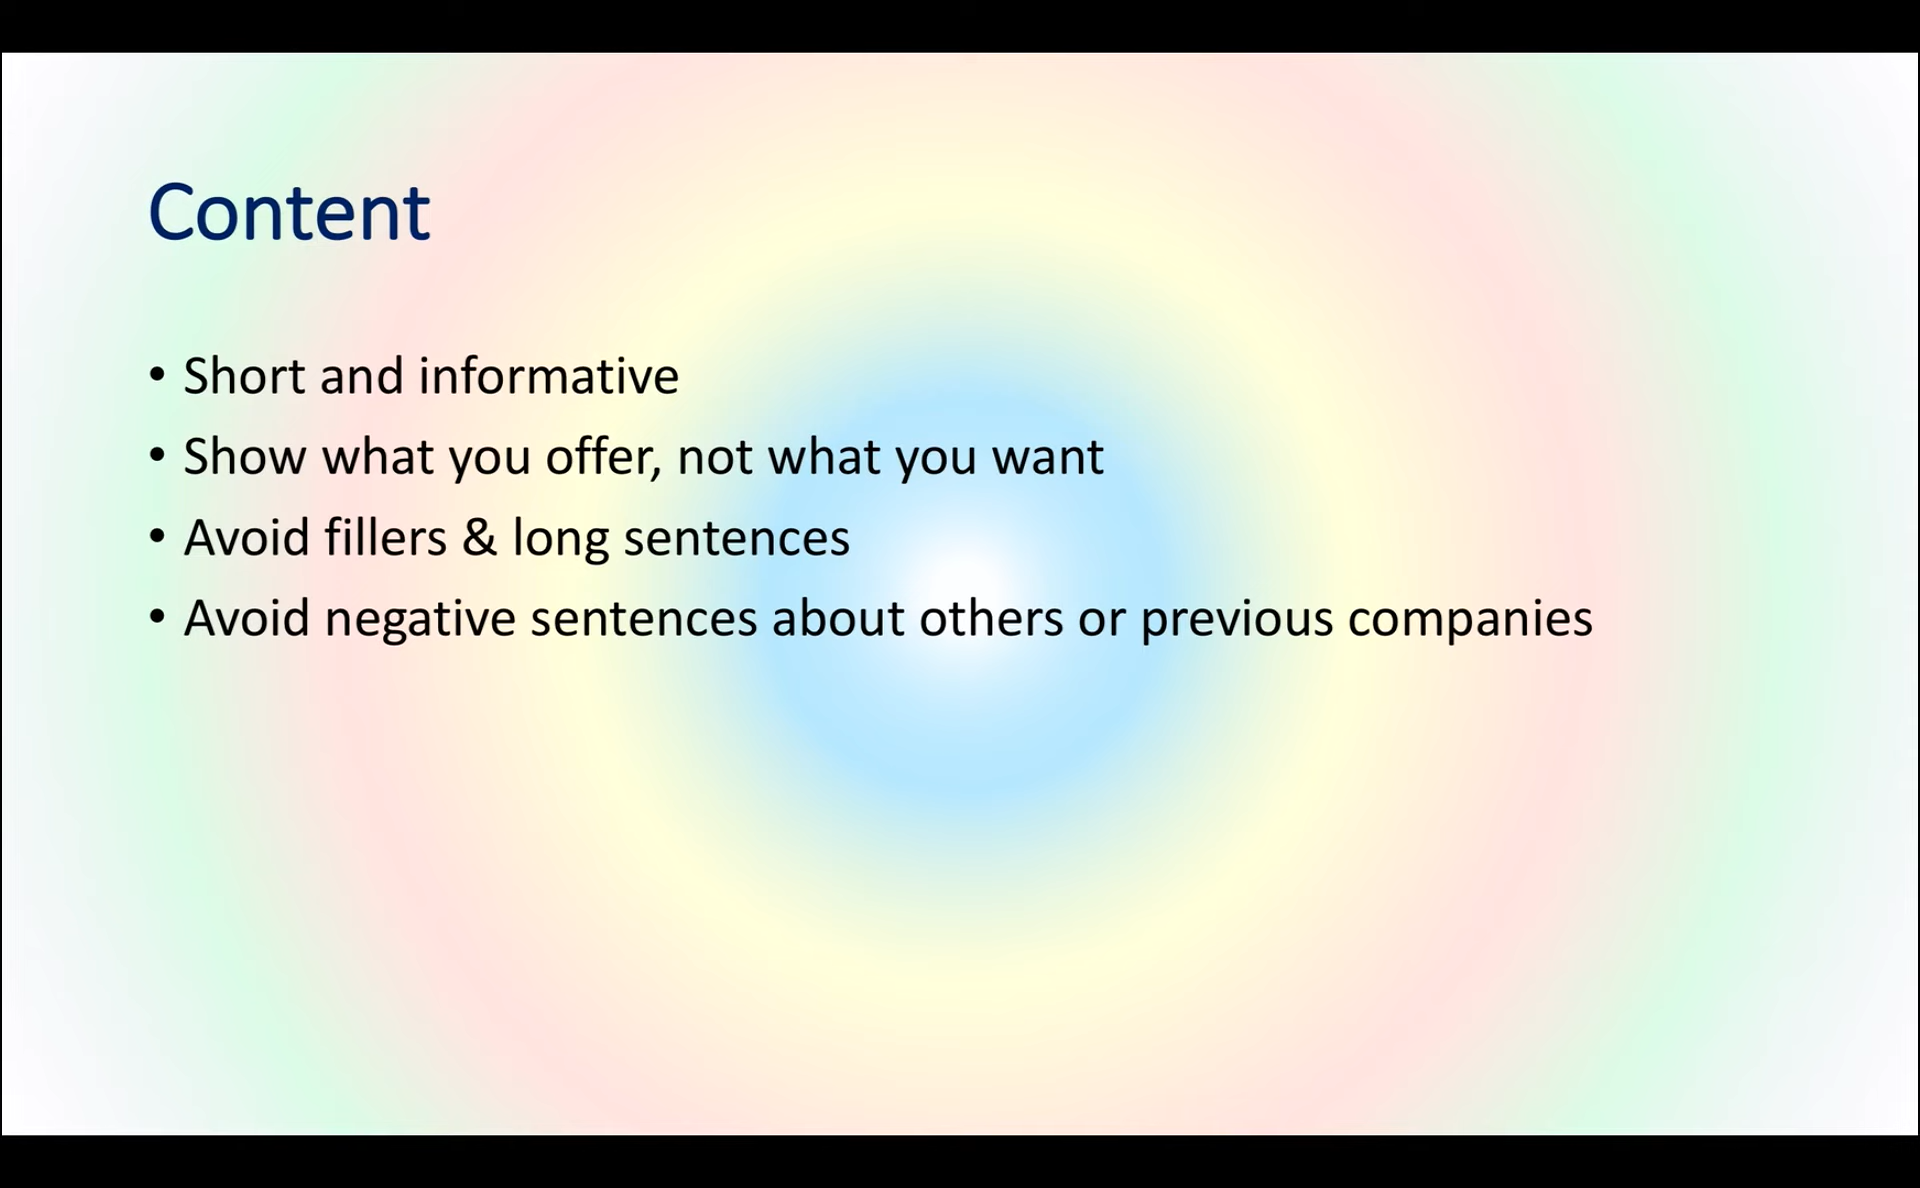 Content
• Short and informative
• Show what you offer, not what you want
• Avoid fillers & long sentences
• Avoid negative sentences about others or previous companies